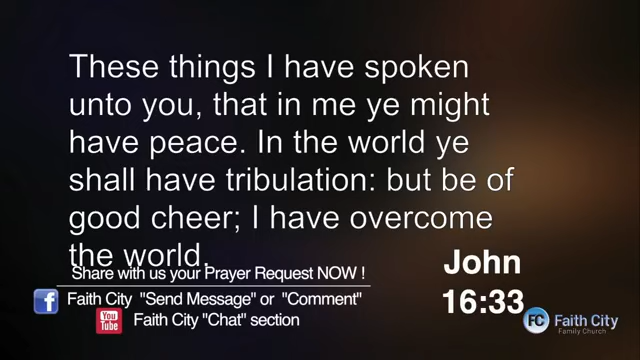 These things I have spoken
unto you, that in me ye might
have peace. In the world ye
shall have tribulation: but be of
good cheer; I have overcome
the world.
John
16:33
Share with us your Prayer Request NOW !
Faith City "Send Message" or "Comment"
You Tube Faith City "Chat" section
FC Faith City
Family Church